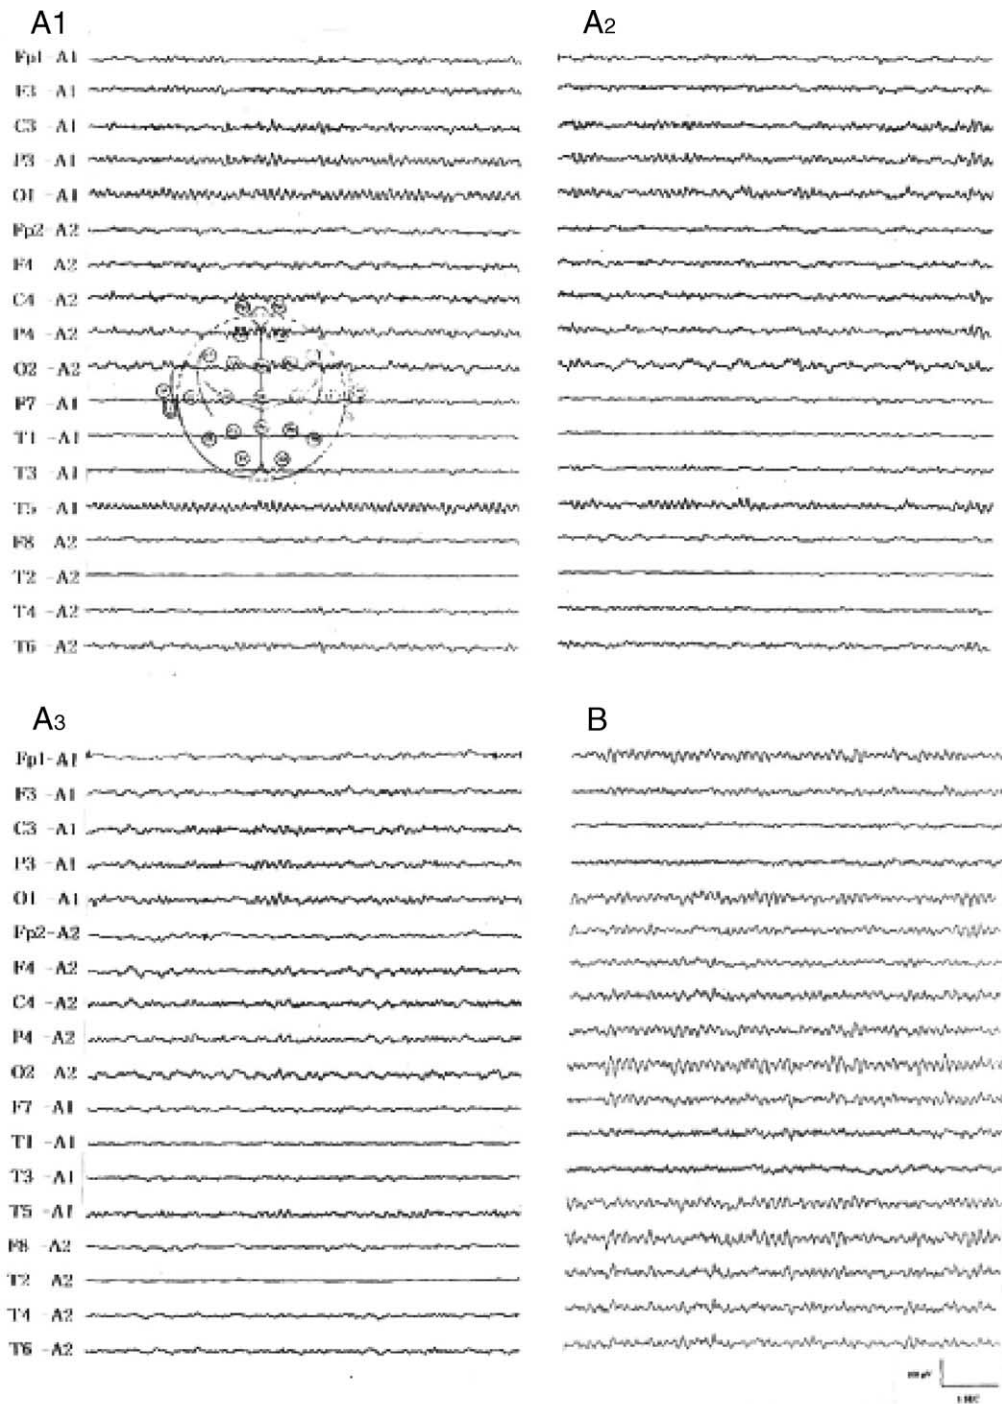 A1
Fp1-A1
F3 -A1
C3 -A1
P3 -A1
O1 -A1
Fp2-A2
F4 A2
C4 -A2
P4 -A2
O2 -A2
F7 -A1
T1 -A1
T3 A1
T5 A1
F8 A2
T2 -A2
T4 -A2
T6 -A2
A2
A3
Fp1-A1
F3 -A1
C3 -A1
P3 -A1
O1 A1
Fp2-A2
F4 -A2
C4 -A2
P4 -A2
O2 A2
F7 -A1
T1 -A1
T3 -A1
T5 -A1
F8 -A2
T2 A2
T4 -A2
T6 -A2
B
1 SEC